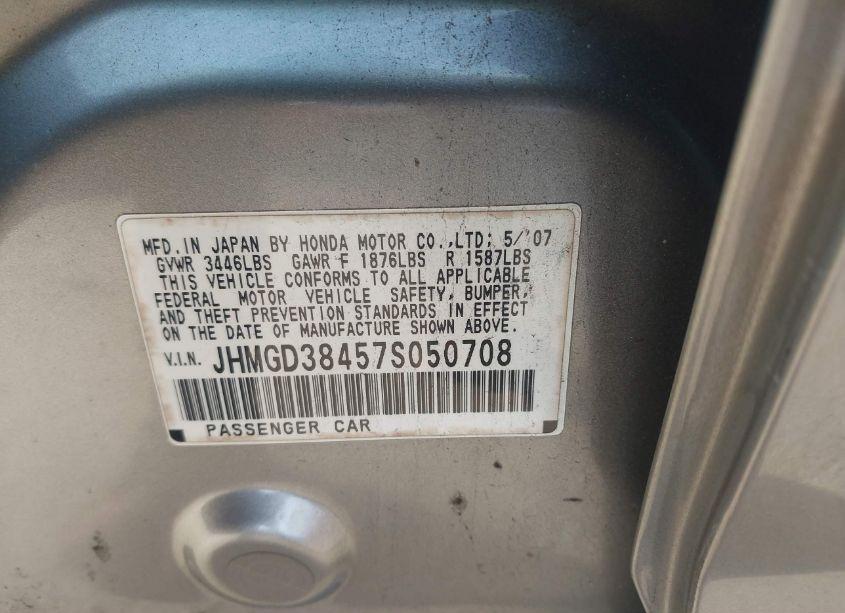 MFD. IN JAPAN BY HONDA MOTOR CO.,LTD; 5/'07
GVWR 3446LBS GAWR F 1876LBS R 1587LBS
THIS VEHICLE CONFORMS TO ALL APPLICABLE
FEDERAL MOTOR VEHICLE SAFETY, BUMPER,
AND THEFT PREVENTION STANDARDS IN EFFECT
ON THE DATE OF MANUFACTURE SHOWN ABOVE.
V.I.N. JHMGD38457S050708
PASSENGER CAR